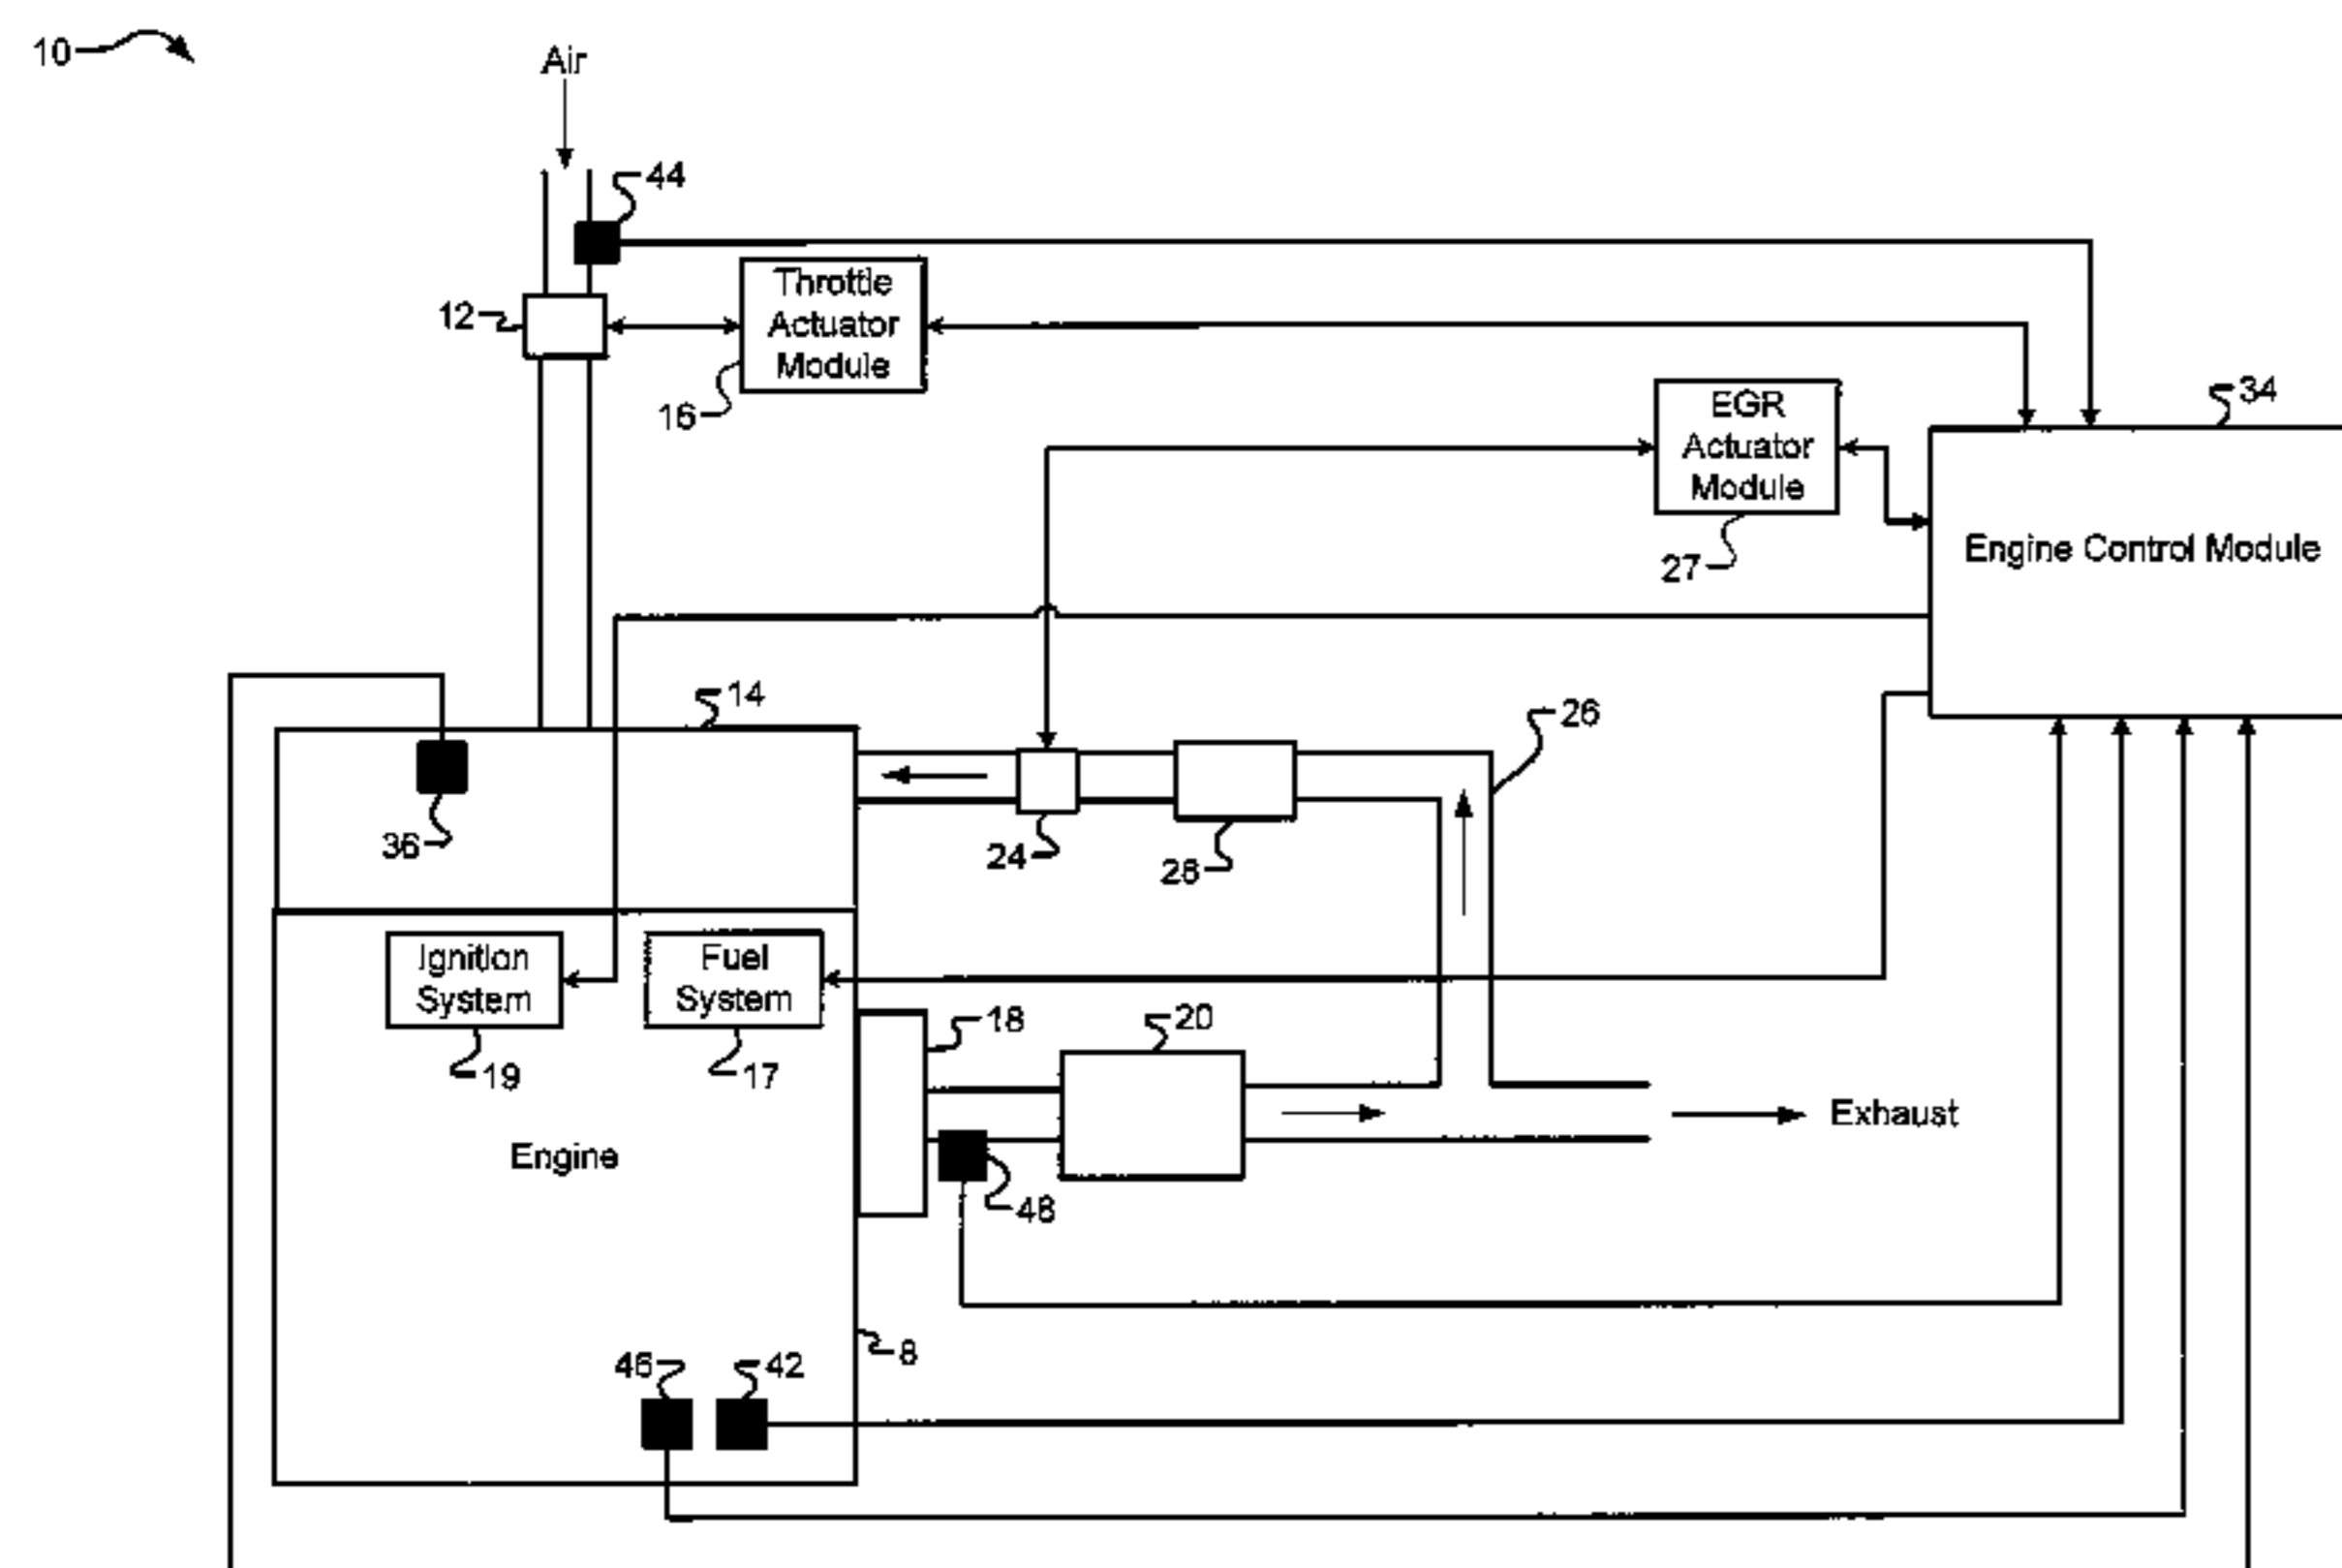 10
Air
44
12
Throttle
Actuator
Module
16
EGR
Actuator
Module
27
34
Engine Control Module
14
26
36
24
28
Ignition
System
19
Fuel
System
17
18
20
Exhaust
Engine
48
8
46
42